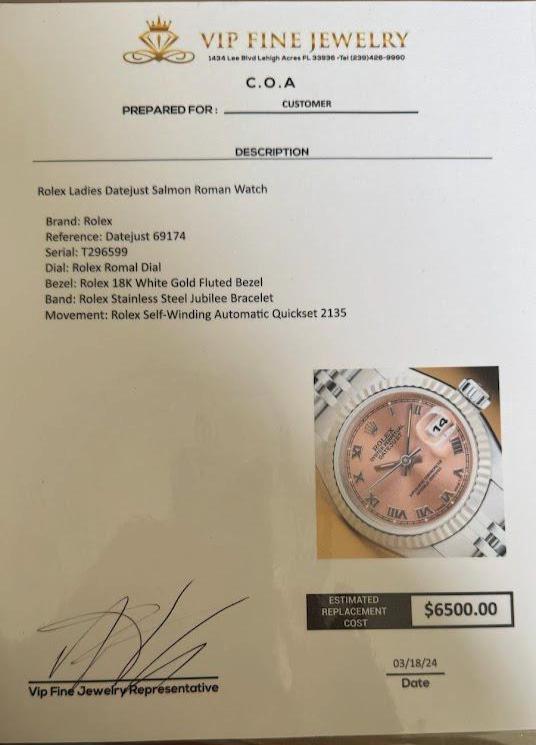 VIP FINE JEWELRY
1434 Lee Blvd Lehigh Acres FL 33936 •Tel (239)426-9990
C.O.A
PREPARED FOR : CUSTOMER
DESCRIPTION
Rolex Ladies Datejust Salmon Roman Watch
Brand: Rolex
Reference: Datejust 69174
Serial: T296599
Dial: Rolex Romal Dial
Bezel: Rolex 18K White Gold Fluted Bezel
Band: Rolex Stainless Steel Jubilee Bracelet
Movement: Rolex Self-Winding Automatic Quickset 2135
ROLEX
OYSTER PERPETUAL
DATEJUST
14
ESTIMATED
REPLACEMENT
COST
$6500.00
03/18/24
Date
Vip Fine Jewelry Representative